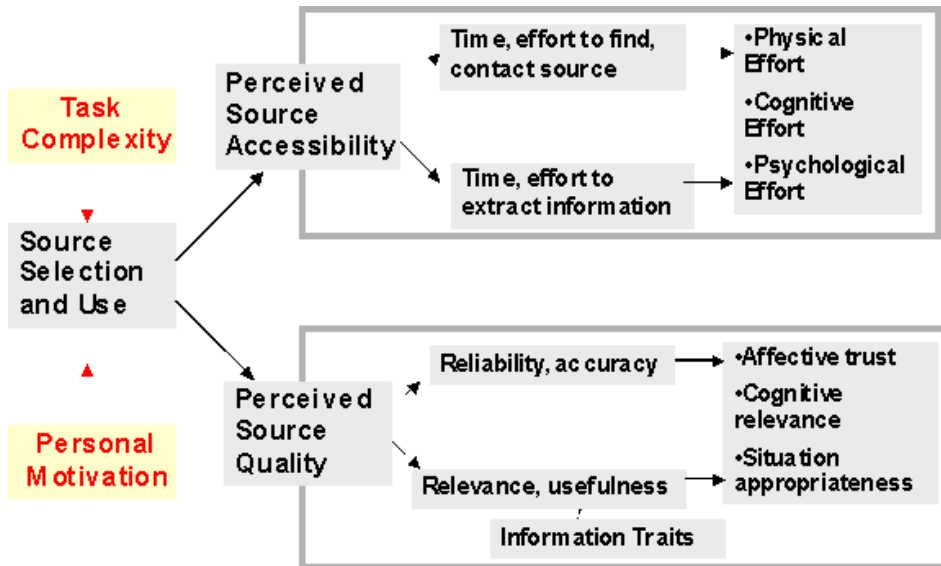 Task
Complexity
Source
Selection
and Use
Personal
Motivation
Perceived
Source
Accessibility
Time, effort to find,
contact source
Time, effort to
extract information
•Physical
Effort
•Cognitive
Effort
•Psychological
Effort
Perceived
Source
Quality
Reliability, accuracy
Relevance, usefulness
Information Traits
•Affective trust
•Cognitive
relevance
•Situation
appropriateness